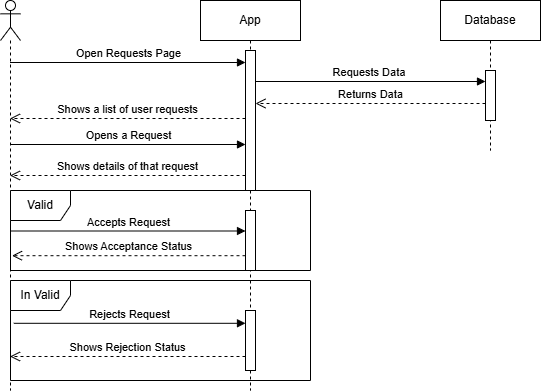 App
Database
Open Requests Page
Requests Data
Returns Data
Shows a list of user requests
Opens a Request
Shows details of that request
Valid
Accepts Request
Shows Acceptance Status
In Valid
Rejects Request
Shows Rejection Status